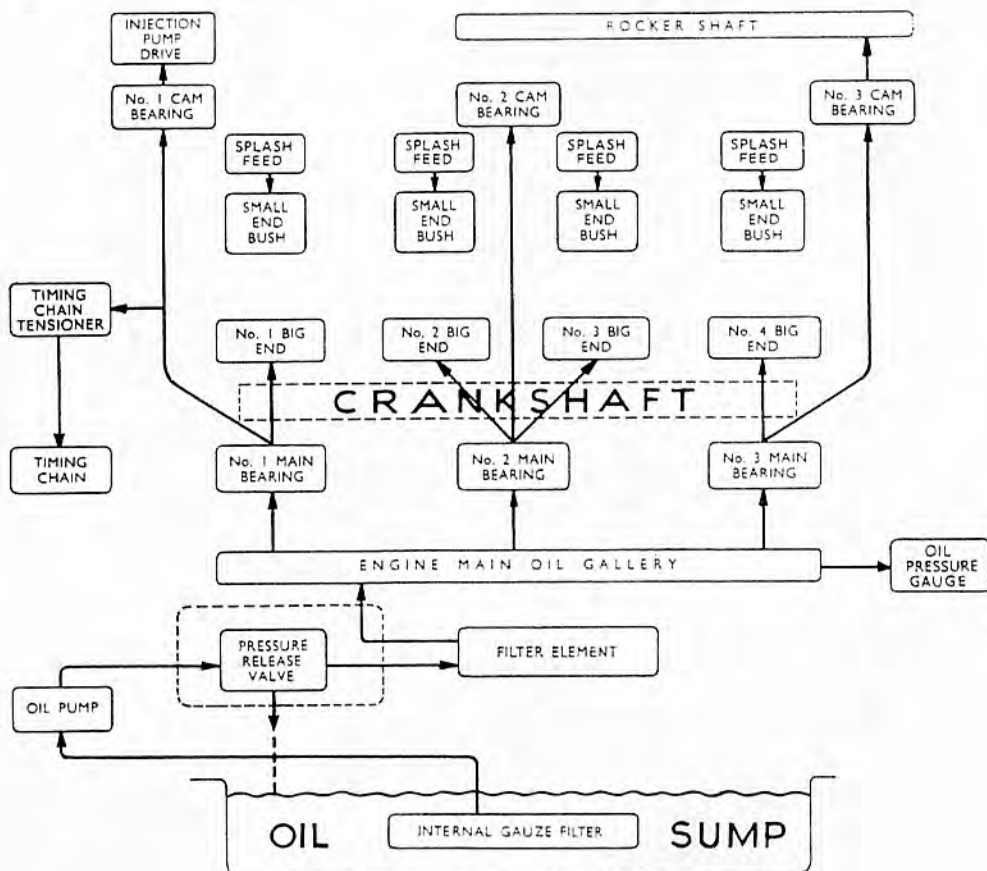 INJECTION
PUMP
DRIVE
ROCKER SHAFT
No. 1 CAM
BEARING
No. 2 CAM
BEARING
No. 3 CAM
BEARING
SPLASH
FEED
SPLASH
FEED
SPLASH
FEED
SPLASH
FEED
SMALL
END
BUSH
SMALL
END
BUSH
SMALL
END
BUSH
SMALL
END
BUSH
TIMING
CHAIN
TENSIONER
No. 1 BIG
END
No. 2 BIG
END
No. 3 BIG
END
No. 4 BIG
END
CRANKSHAFT
TIMING
CHAIN
No. 1 MAIN
BEARING
No. 2 MAIN
BEARING
No. 3 MAIN
BEARING
ENGINE MAIN OIL GALLERY
OIL
PRESSURE
GAUGE
PRESSURE
RELEASE
VALVE
FILTER ELEMENT
OIL PUMP
OIL
INTERNAL GAUZE FILTER
SUMP